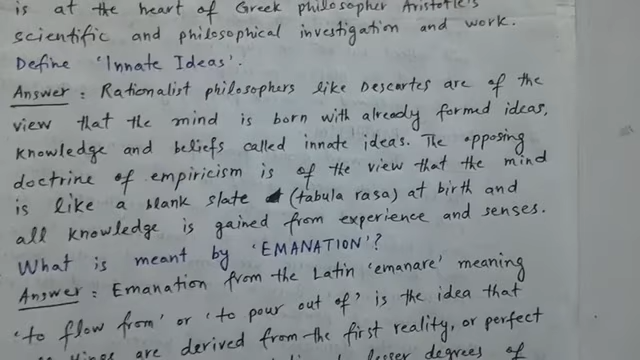 is at the heart of Greek philosopher Aristotle's
scientific and philosophical investigation and work.
Define 'Innate Ideas'.
Answer : Rationalist philosophers like Descartes are of the
view that the mind is born with already formed ideas,
knowledge and beliefs called innate ideas. The opposing
doctrine of empiricism is of the view that the mind
is like a blank slate (tabula rasa) at birth and
all knowledge is gained from experience and senses.
What is meant by 'EMANATION'?
Answer : Emanation from the Latin 'emanare' meaning
'to flow from' or 'to pour out of' is the idea that
things are derived from the first reality, or perfect
lesser degrees of